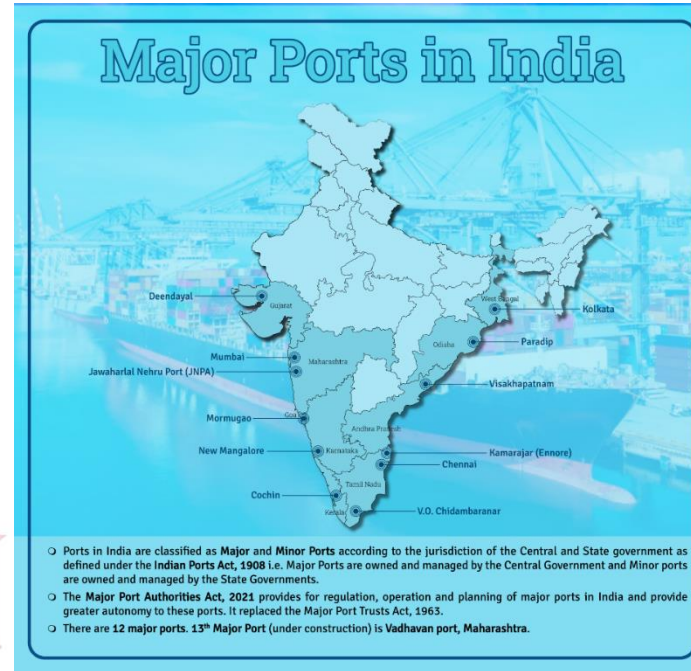 Major Ports in India
Deendayal
Gujarat
West Bengal
Kolkata
Odisha
Paradip
Mumbai
Maharashtra
Jawaharlal Nehru Port (JNPA)
Visakhapatnam
Mormugao
Goa
Andhra Pradesh
New Mangalore
Karnataka
Kamarajar (Ennore)
Chennai
Tamil Nadu
Cochin
Kerala
V.O. Chidambaranar
Ports in India are classified as Major and Minor Ports according to the jurisdiction of the Central and State government as
defined under the Indian Ports Act, 1908 i.e. Major Ports are owned and managed by the Central Government and Minor ports
are owned and managed by the State Governments.
The Major Port Authorities Act, 2021 provides for regulation, operation and planning of major ports in India and provide
greater autonomy to these ports. It replaced the Major Port Trusts Act, 1963.
There are 12 major ports. 13th Major Port (under construction) is Vadhavan port, Maharashtra.